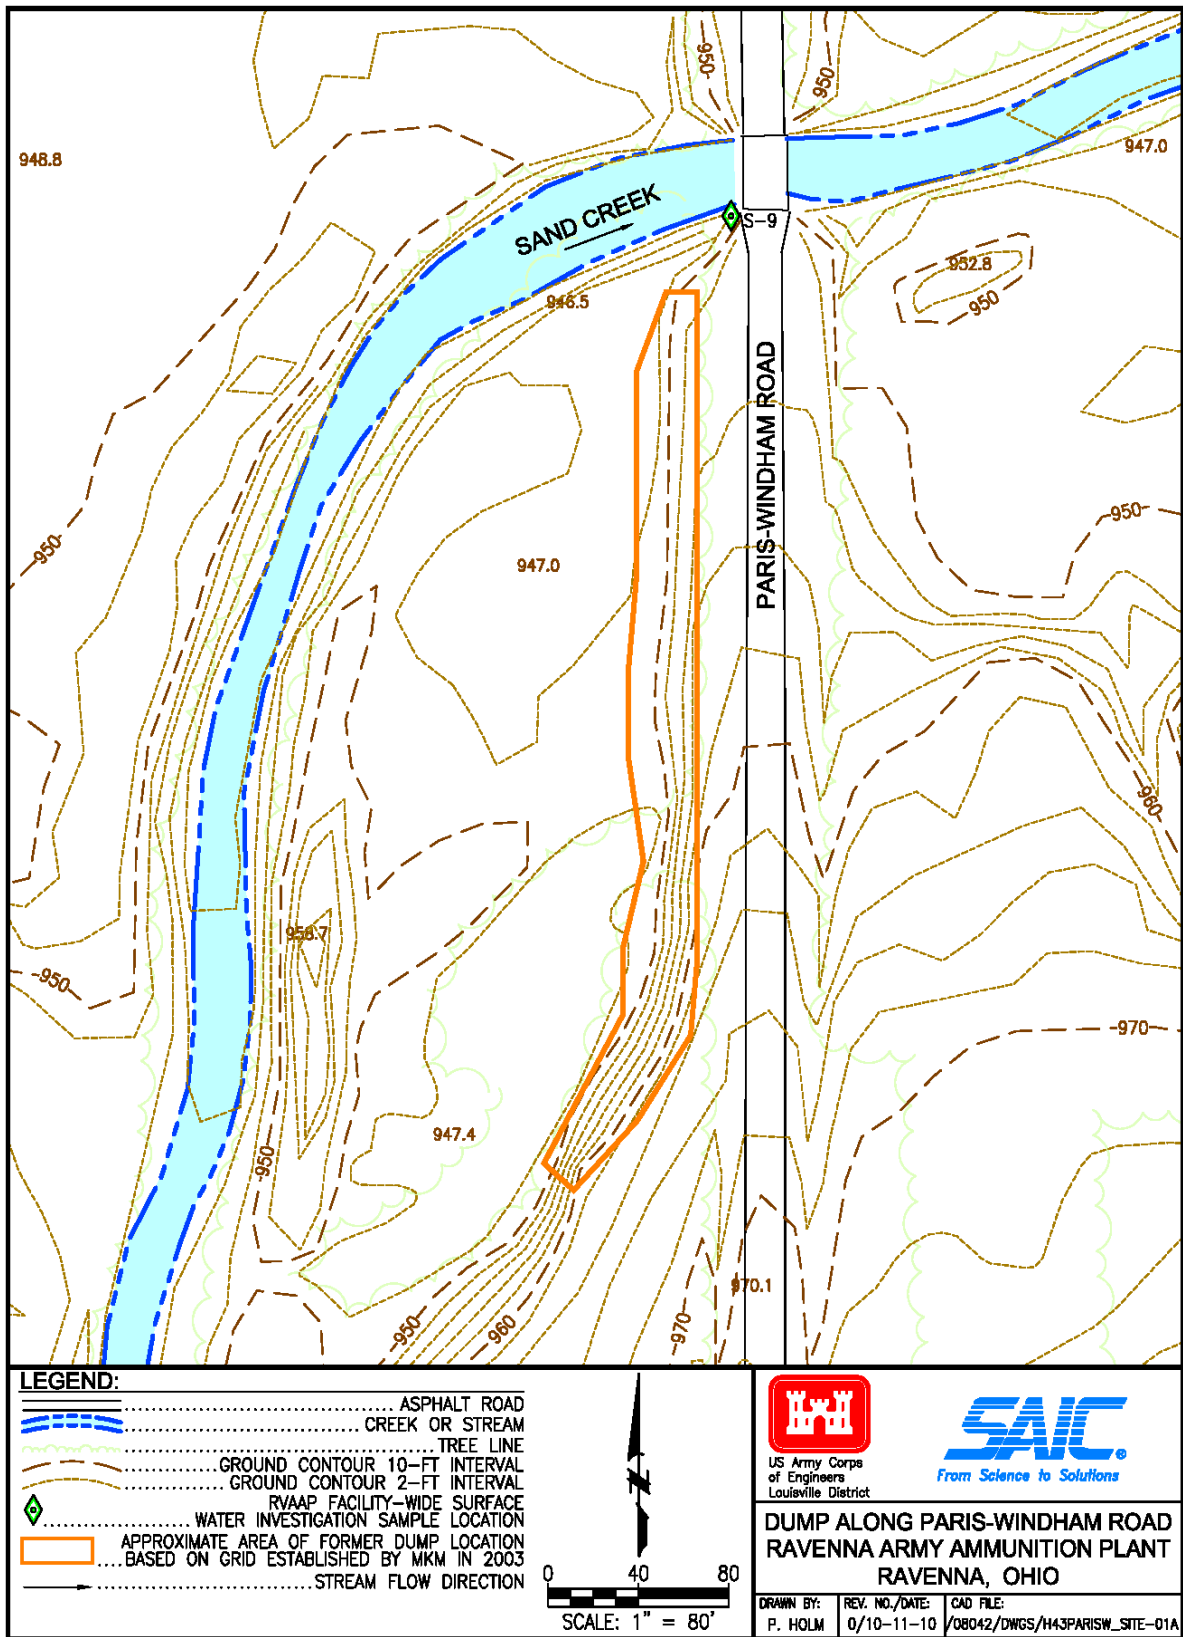 -950-
950
948.8
947.0
SAND CREEK
S-9
952.8
950
946.5
PARIS-WINDHAM ROAD
-950-
950
947.0
-960-
958.7
-950-
-970-
947.4
-950-
970.1
-950-
960
-970-
LEGEND:
ASPHALT ROAD
CREEK OR STREAM
TREE LINE
GROUND CONTOUR 10-FT INTERVAL
GROUND CONTOUR 2-FT INTERVAL
RVAAP FACILITY-WIDE SURFACE
WATER INVESTIGATION SAMPLE LOCATION
APPROXIMATE AREA OF FORMER DUMP LOCATION
BASED ON GRID ESTABLISHED BY MKM IN 2003
STREAM FLOW DIRECTION
0 40 80
SCALE: 1" = 80'
US Army Corps
of Engineers
Louisville District
SAIC®
From Science to Solutions
DUMP ALONG PARIS-WINDHAM ROAD
RAVENNA ARMY AMMUNITION PLANT
RAVENNA, OHIO
DRAWN BY:
P. HOLM
REV. NO./DATE:
0/10-11-10
CAD FILE:
/08042/DWGS/H43PARISW_SITE-01A